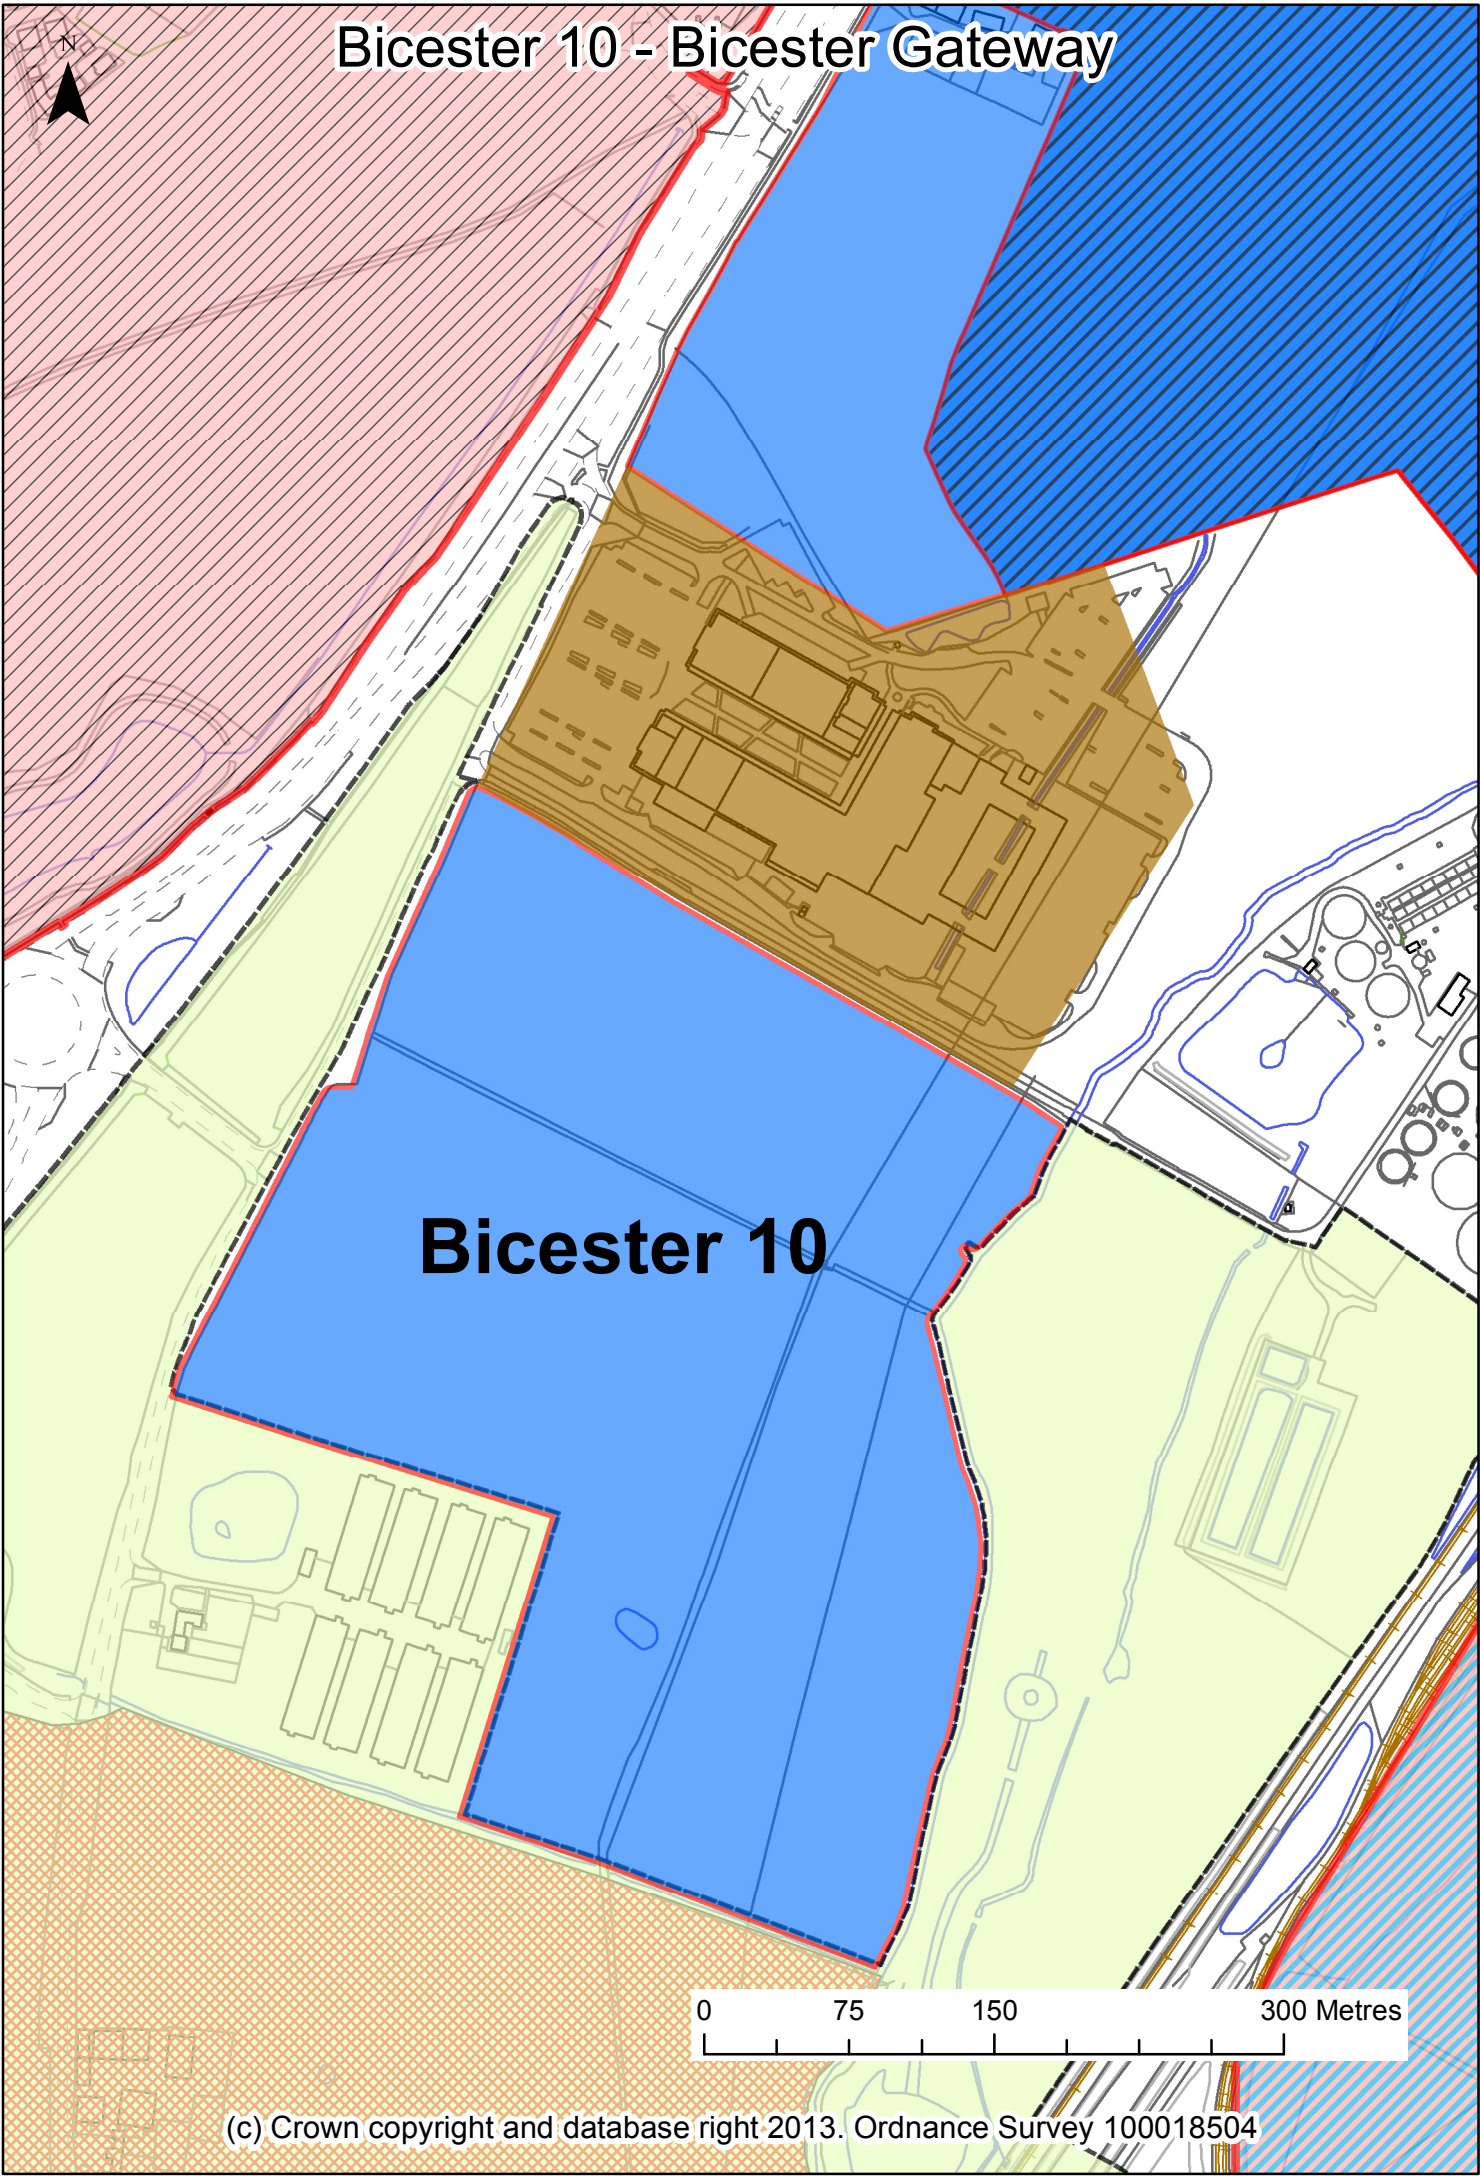 Bicester 10 - Bicester Gateway
N
Bicester 10
0 75 150 300 Metres
(c) Crown copyright and database right 2013. Ordnance Survey 100018504